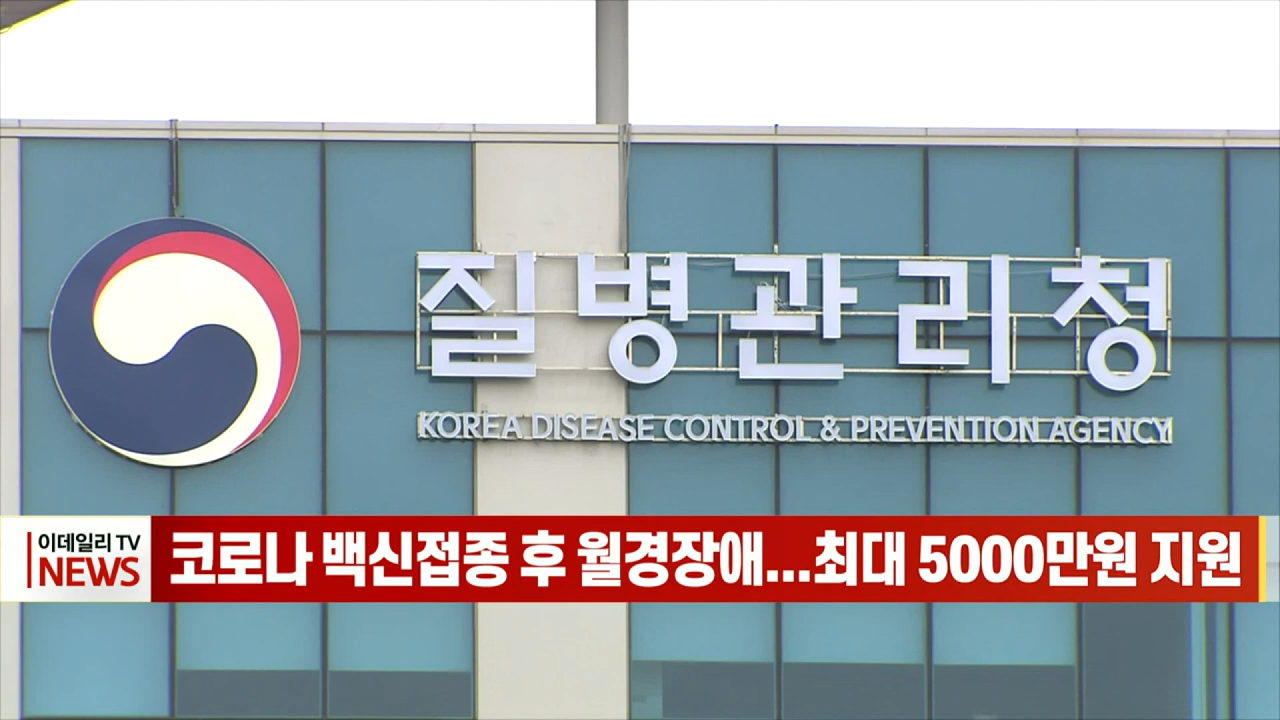 질병관리청
KOREA DISEASE CONTROL & PREVENTION AGENCY
이데일리 TV
NEWS
코로나 백신접종 후 월경장애...최대 5000만원 지원